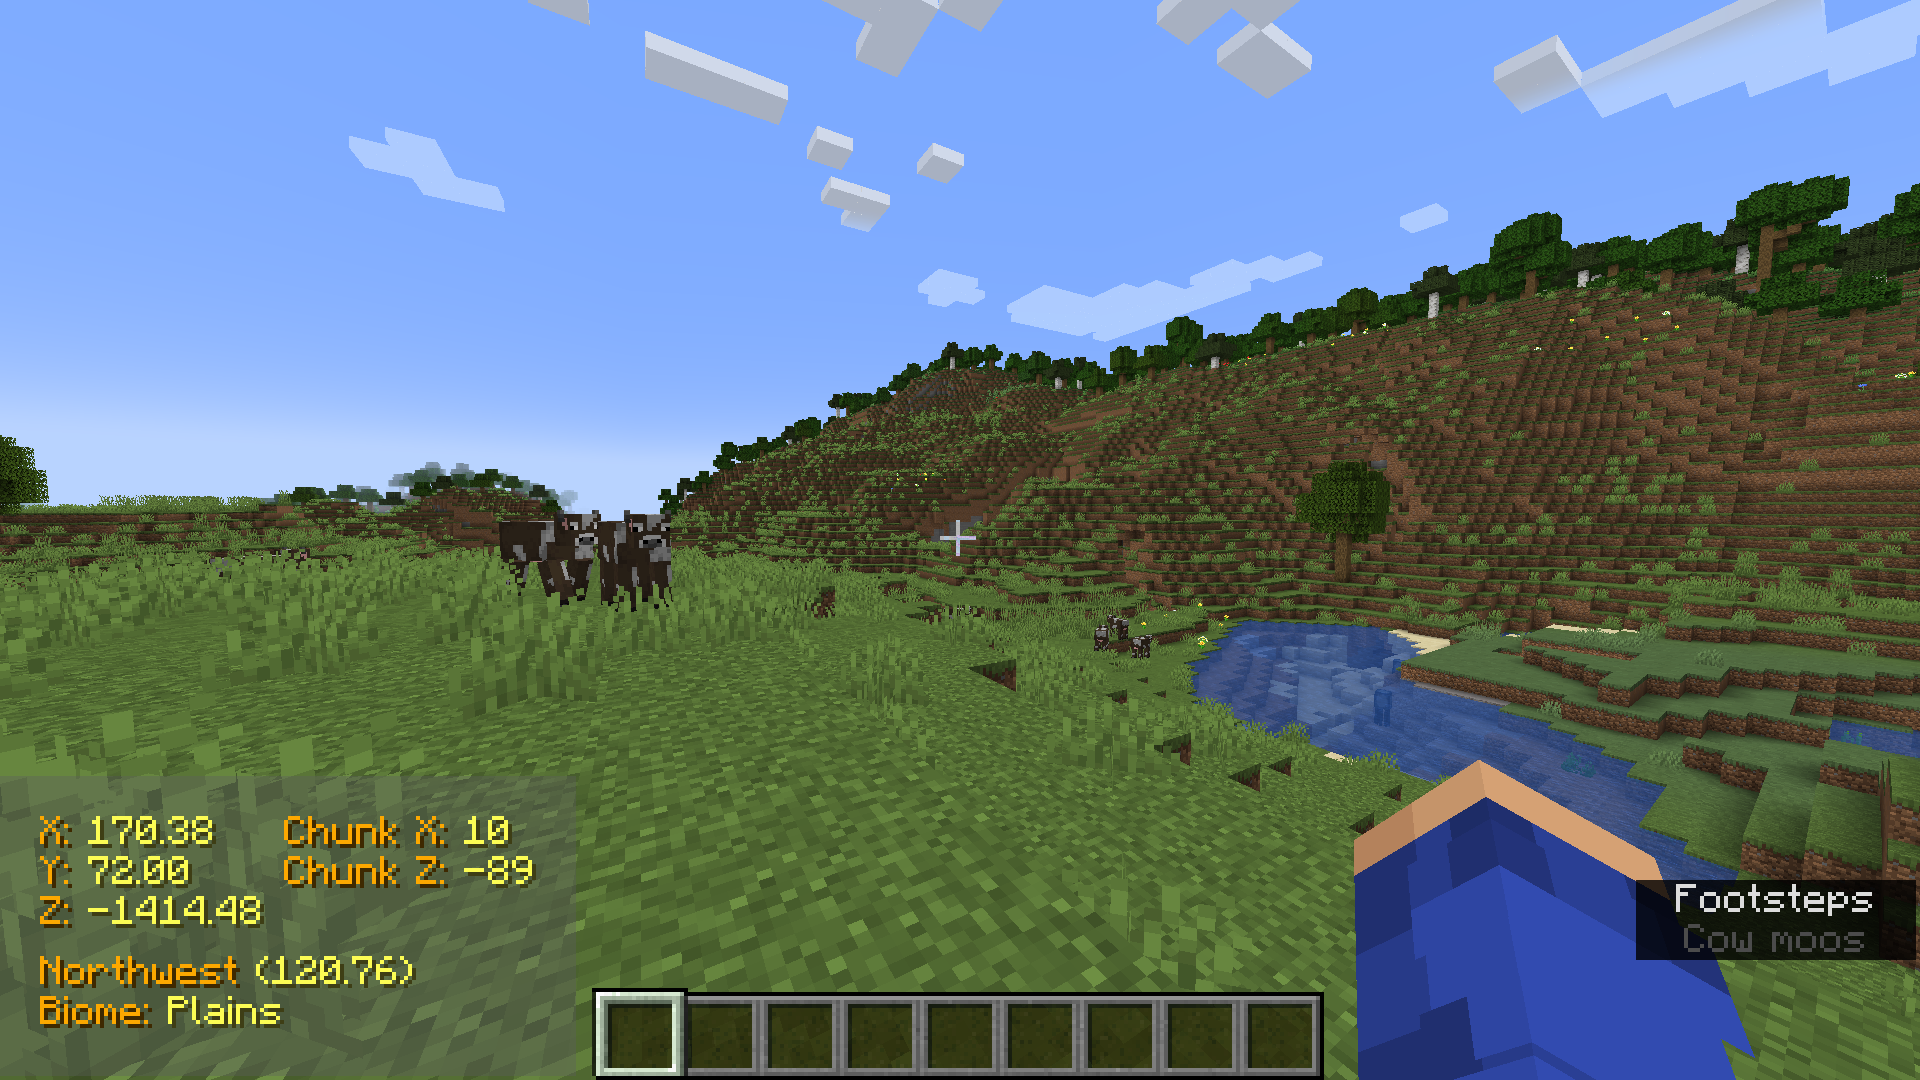 X: 170.38 Chunk X: 10
Y: 72.00 Chunk Z: -89
Z: -1414.48
Northwest (120.76)
Biome: Plains
Footsteps
Cow moos